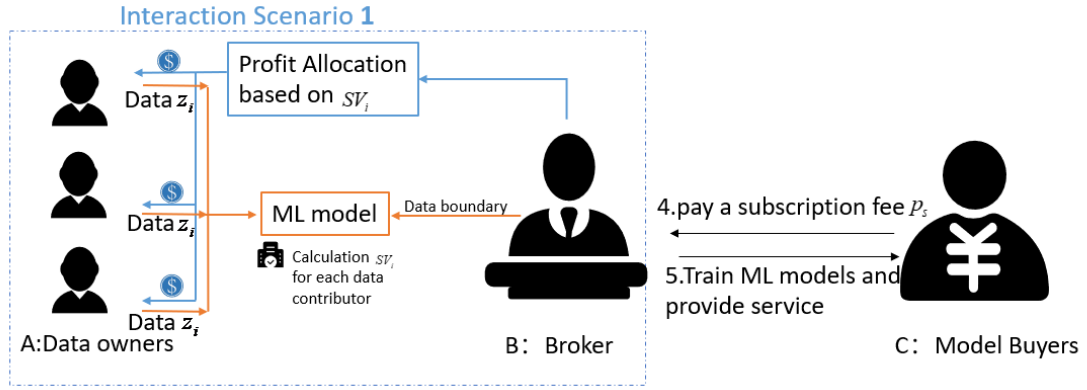 Interaction Scenario 1
$
Profit Allocation
based on SVᵢ
Data zᵢ
$
Data zᵢ
ML model
Data boundary
Calculation SVᵢ
for each data
contributor
$
Data zᵢ
4.pay a subscription fee pₛ
¥
5.Train ML models and
provide service
A:Data owners
B：Broker
C：Model Buyers